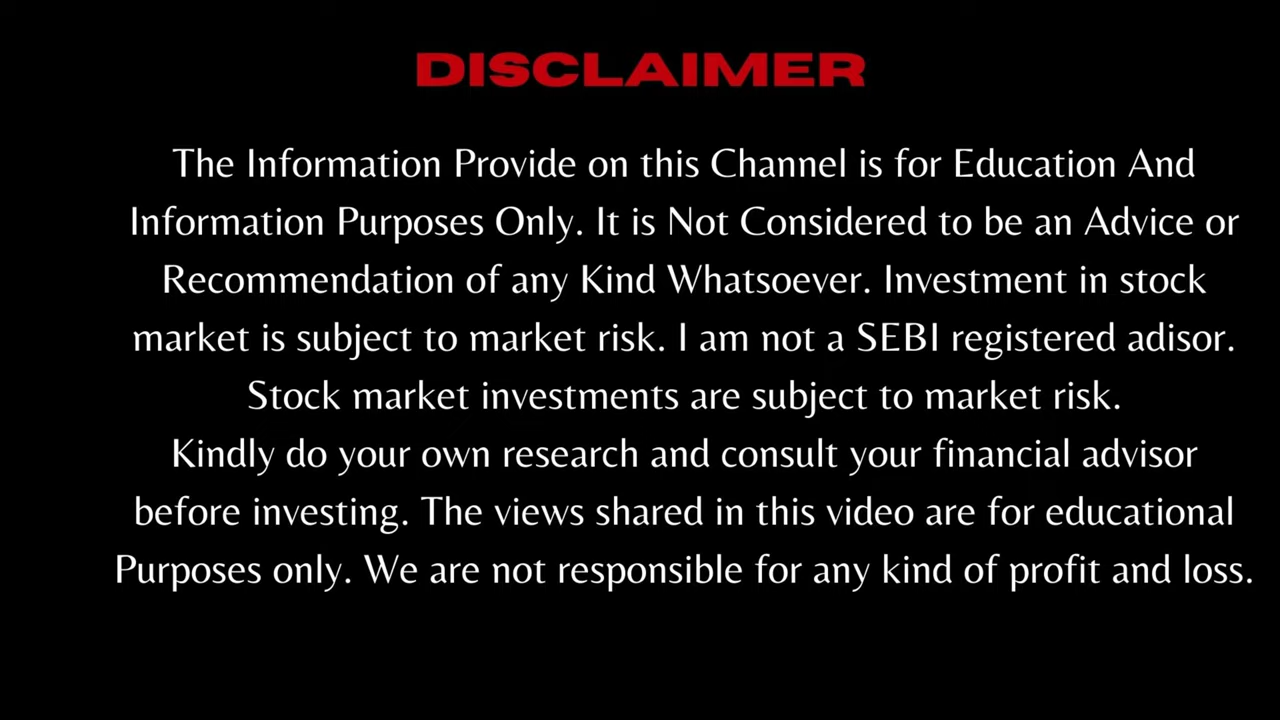 DISCLAIMER
The Information Provide on this Channel is for Education And
Information Purposes Only. It is Not Considered to be an Advice or
Recommendation of any Kind Whatsoever. Investment in stock
market is subject to market risk. I am not a SEBI registered adisor.
Stock market investments are subject to market risk.
Kindly do your own research and consult your financial advisor
before investing. The views shared in this video are for educational
Purposes only. We are not responsible for any kind of profit and loss.